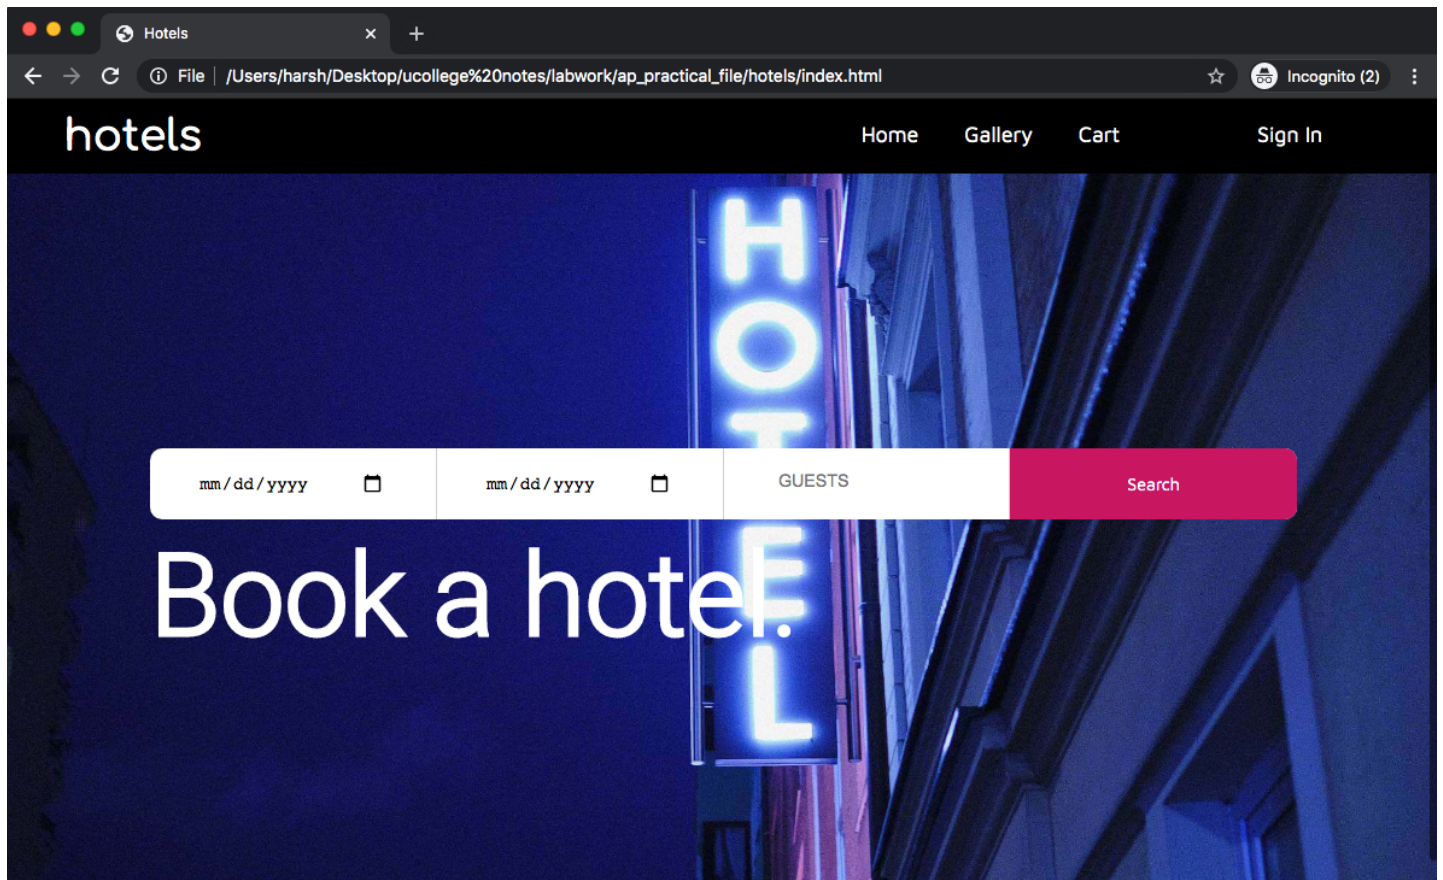 Hotels
File /Users/harsh/Desktop/ucollege%20notes/labwork/ap_practical_file/hotels/index.html Incognito (2)
hotels Home Gallery Cart Sign In
HOTEL
mm/dd/yyyy mm/dd/yyyy GUESTS Search
Book a hotel.